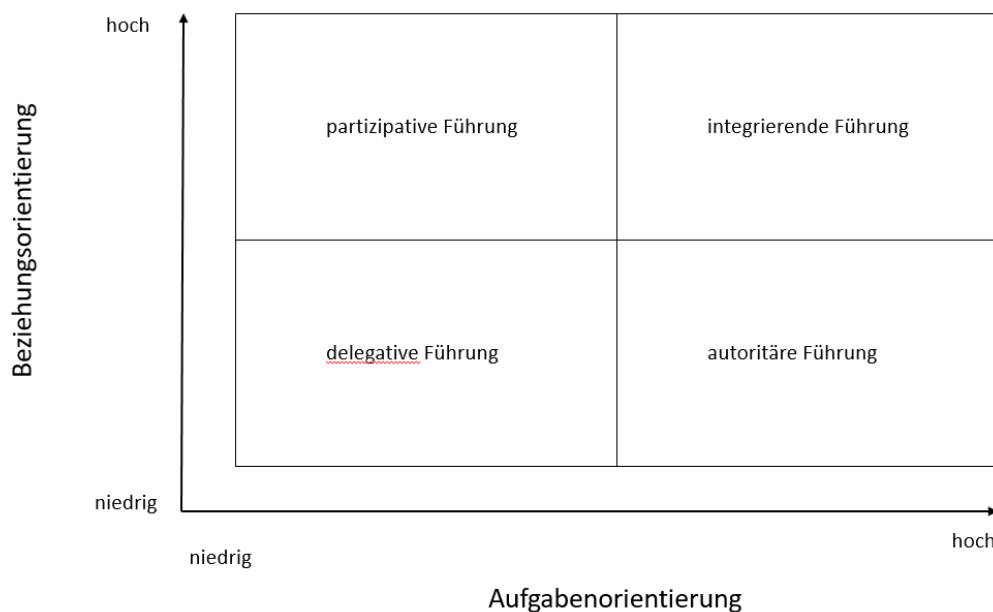 hoch
Beziehungsorientierung
partizipative Führung
integrierende Führung
delegative Führung
autoritäre Führung
niedrig
niedrig
hoch
Aufgabenorientierung